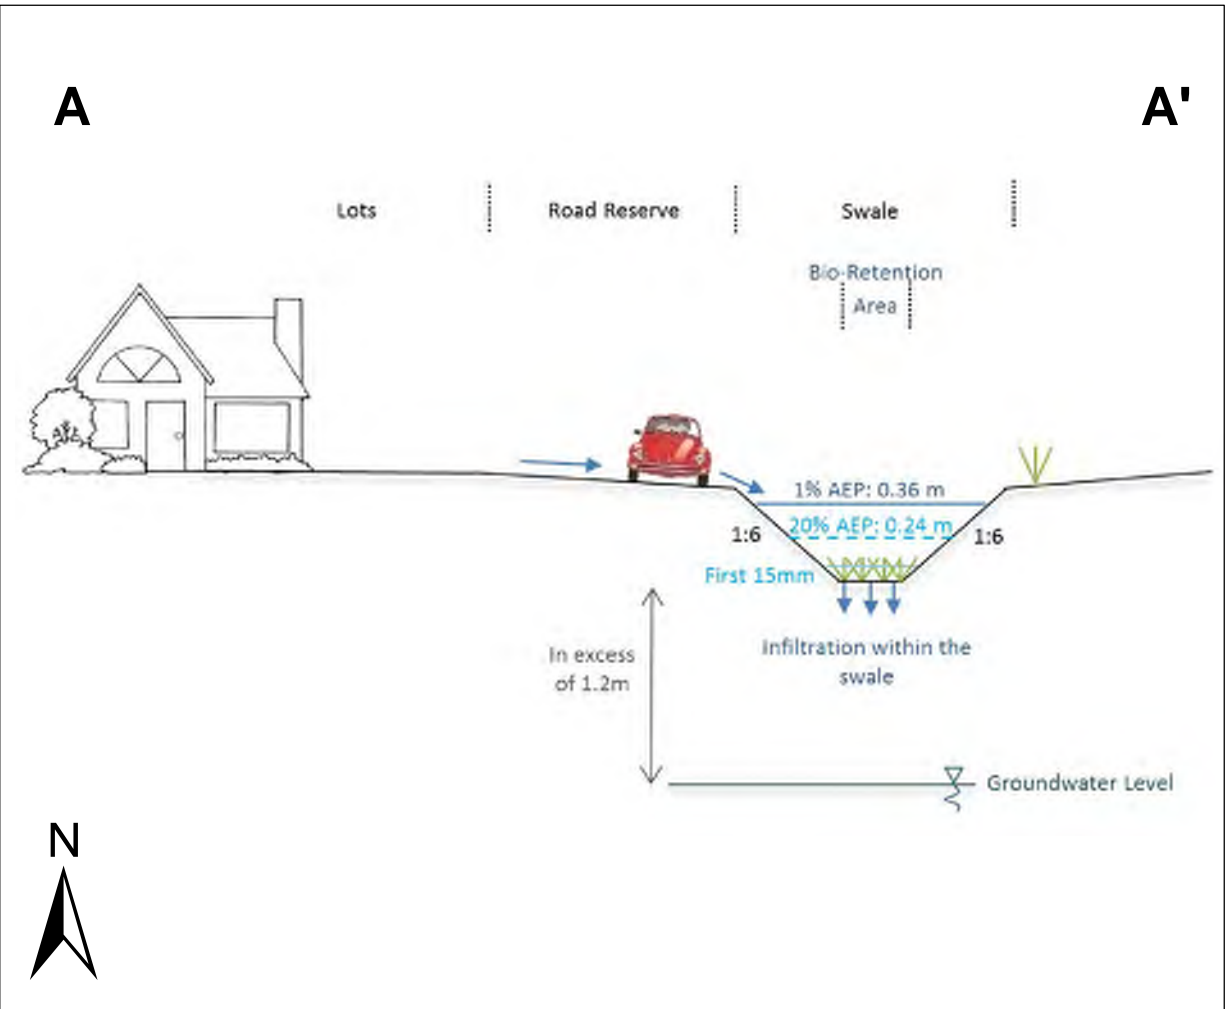 A
A'
Lots
Road Reserve
Swale
Bio-Retention
Area
1% AEP: 0.36 m
20% AEP: 0.24 m
1:6
1:6
First 15mm
In excess
of 1.2m
Infiltration within the
swale
Groundwater Level
N